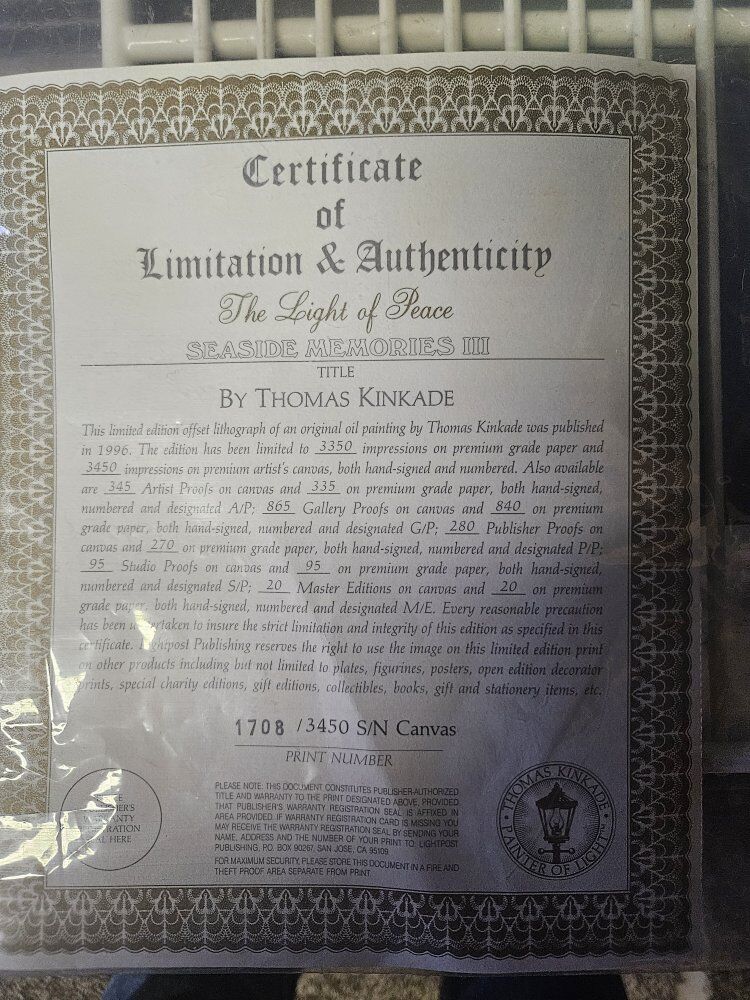 Certificate
of
Limitation & Authenticity
The Light of Peace
SEASIDE MEMORIES III
TITLE
BY THOMAS KINKADE
This limited edition offset lithograph of an original oil painting by Thomas Kinkade was published
in 1996. The edition has been limited to 3350 impressions on premium grade paper and
3450 impressions on premium artist's canvas, both hand-signed and numbered. Also available
are 345 Artist Proofs on canvas and 335 on premium grade paper, both hand-signed,
numbered and designated A/P; 865 Gallery Proofs on canvas and 840 on premium
grade paper, both hand-signed, numbered and designated G/P; 280 Publisher Proofs on
canvas and 270 on premium grade paper, both hand-signed, numbered and designated P/P;
95 Studio Proofs on canvas and 95 on premium grade paper, both hand-signed,
numbered and designated S/P; 20 Master Editions on canvas and 20 on premium
grade paper, both hand-signed, numbered and designated M/E. Every reasonable precaution
has been undertaken to insure the strict limitation and integrity of this edition as specified in this
certificate. Lightpost Publishing reserves the right to use the image on this limited edition print
on other products including but not limited to plates, figurines, posters, open edition decorator
prints, special charity editions, gift editions, collectibles, books, gift and stationery items, etc.
1708 /3450 S/N Canvas
PRINT NUMBER
PLEASE NOTE: THIS DOCUMENT CONSTITUTES PUBLISHER-AUTHORIZED
TITLE AND WARRANTY TO THE PRINT DESIGNATED ABOVE, PROVIDED
THAT PUBLISHER'S WARRANTY REGISTRATION SEAL IS AFFIXED IN
AREA PROVIDED. IF WARRANTY REGISTRATION CARD IS MISSING YOU
MAY RECEIVE THE WARRANTY REGISTRATION SEAL BY SENDING YOUR
NAME, ADDRESS AND THE NUMBER OF YOUR PRINT TO: LIGHTPOST
PUBLISHING, P.O. BOX 90267, SAN JOSE, CA 95109.
FOR MAXIMUM SECURITY, PLEASE STORE THIS DOCUMENT IN A FIRE AND
THEFT PROOF AREA SEPARATE FROM PRINT.
HERE
THOMAS KINKADE
PAINTER OF LIGHT™